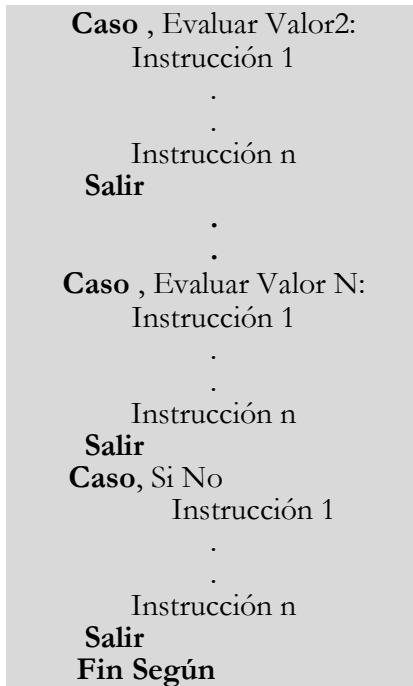 Caso , Evaluar Valor2:
Instrucción 1
.
.
Instrucción n
Salir
.
.
Caso , Evaluar Valor N:
Instrucción 1
.
.
Instrucción n
Salir
Caso, Si No
Instrucción 1
.
.
Instrucción n
Salir
Fin Según